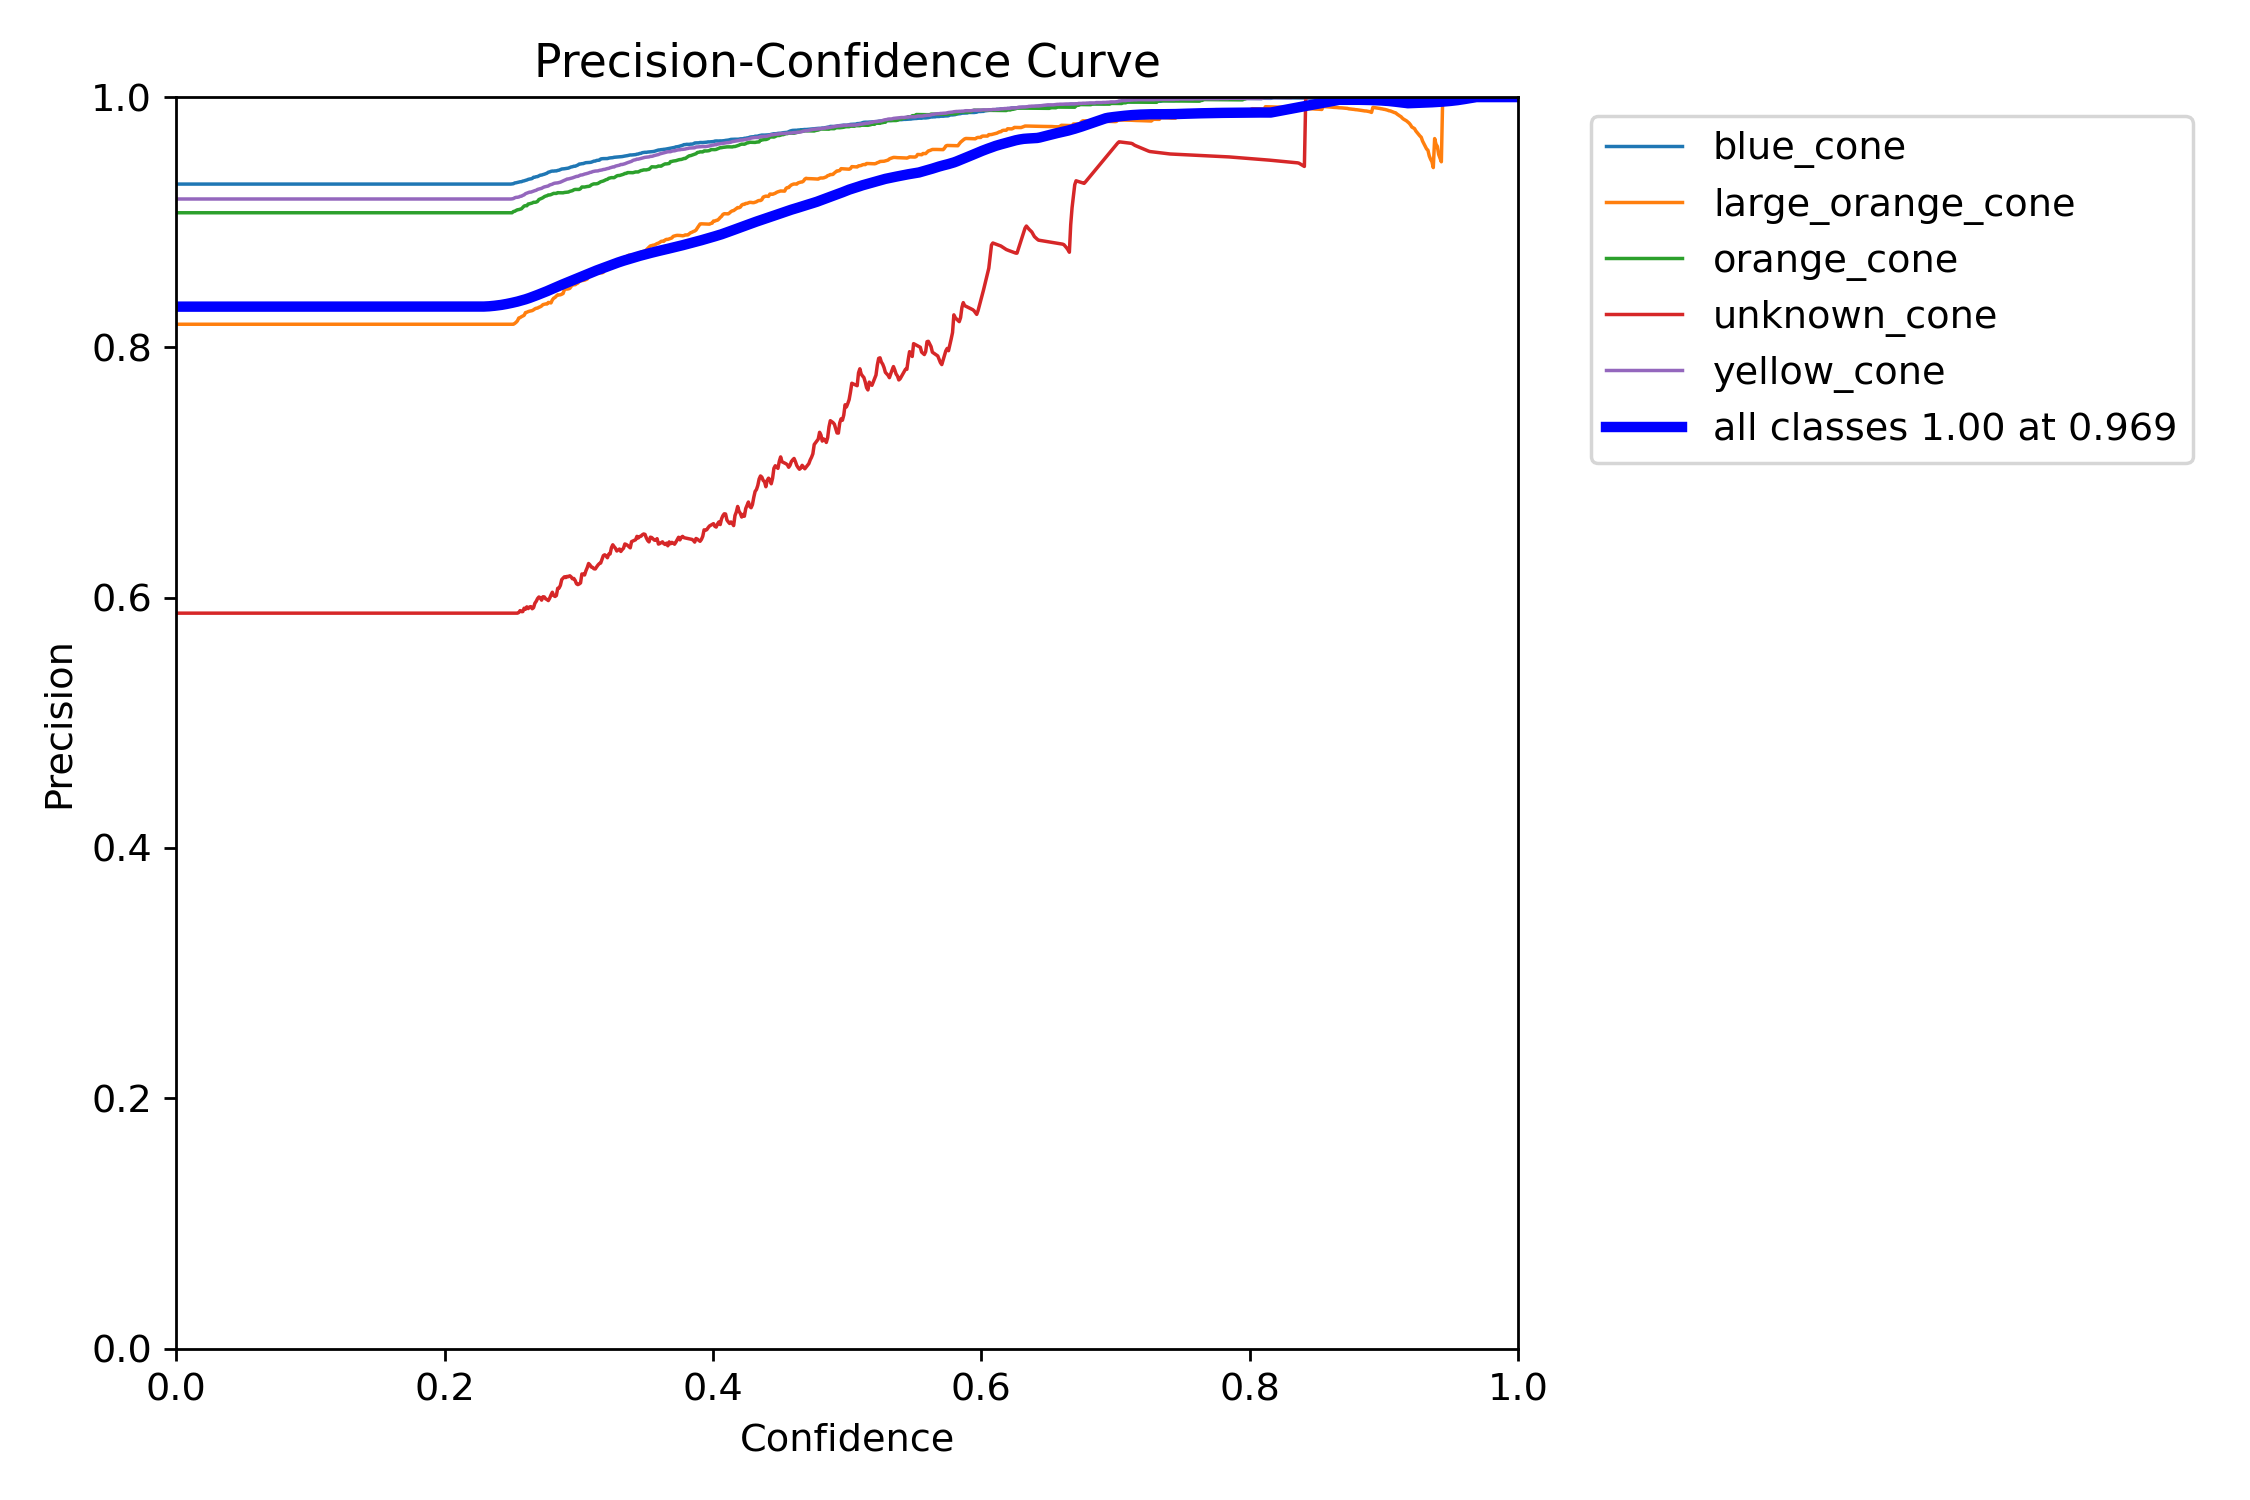 Precision-Confidence Curve
1.0
0.8
0.6
0.4
0.2
0.0
Precision
0.0 0.2 0.4 0.6 0.8 1.0
Confidence
blue_cone
large_orange_cone
orange_cone
unknown_cone
yellow_cone
all classes 1.00 at 0.969